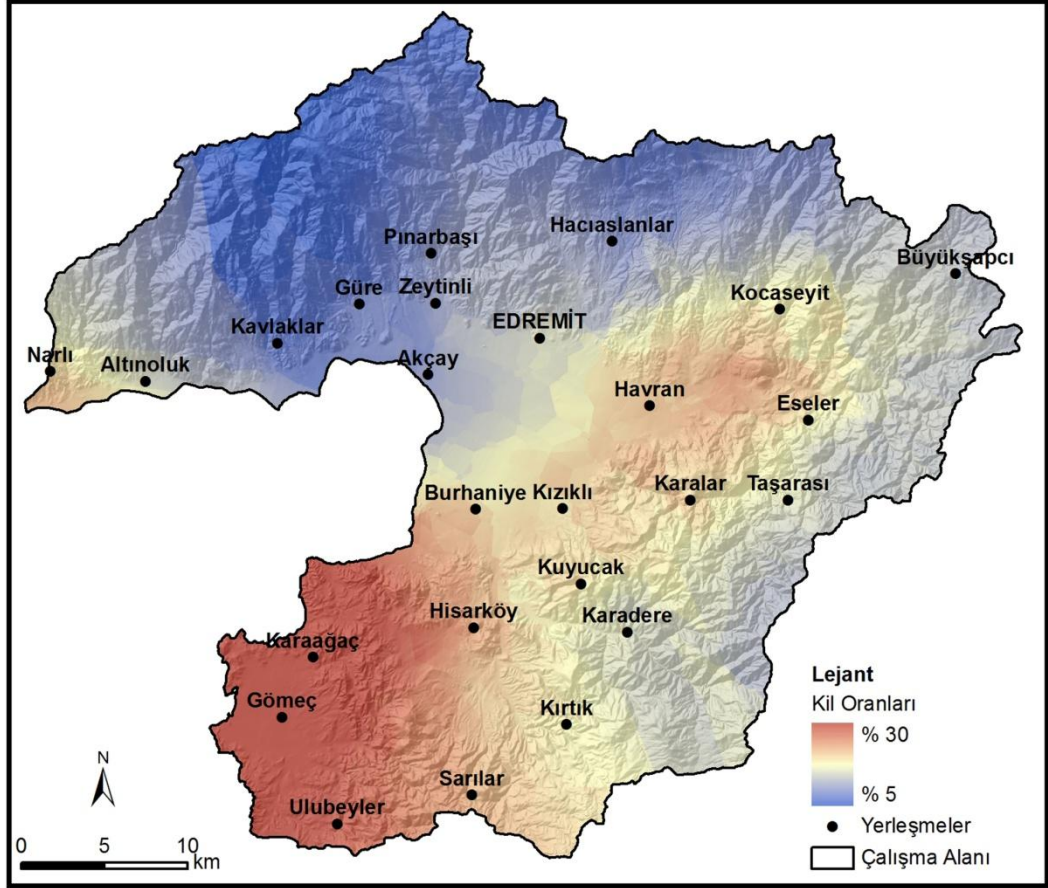 Hacıaslanlar
Pınarbaşı
Büyükşapcı
Güre
Zeytinli
Kocaseyit
EDREMİT
Kavlaklar
Narlı
Altınoluk
Akçay
Havran
Eseler
Burhaniye
Kızıklı
Karalar
Taşarası
Kuyucak
Hisarköy
Karadere
Karaağaç
Gömeç
Kırtık
Sarılar
Ulubeyler
N
0 5 10
km
Lejant
Kil Oranları
% 30
% 5
Yerleşmeler
Çalışma Alanı